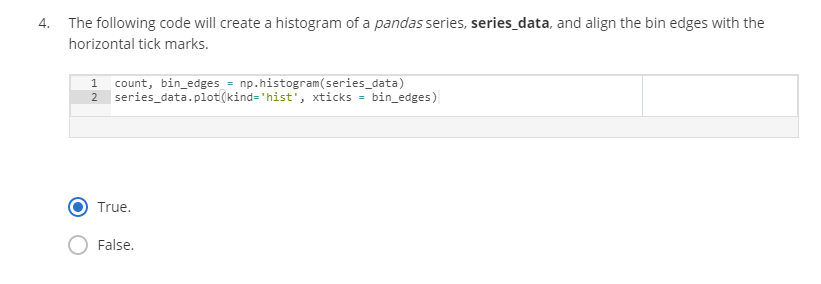 4. The following code will create a histogram of a pandas series, series_data, and align the bin edges with the
horizontal tick marks.
1 count, bin_edges = np.histogram(series_data)
2 series_data.plot(kind='hist', xticks = bin_edges)
True.
False.